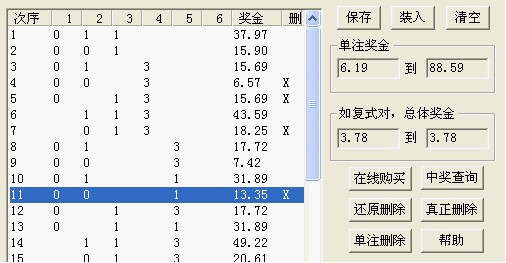 次序 1 2 3 4 5 6 奖金 删
1 0 1 1 37.97
2 0 0 1 15.90
3 0 1 3 15.69
4 0 0 3 6.57 X
5 0 1 3 15.69 X
6 1 1 3 43.59
7 0 1 3 18.25 X
8 0 1 3 17.72
9 0 0 3 7.42
10 0 1 1 31.89
11 0 0 1 13.35 X
12 0 1 3 17.72
13 0 1 1 31.89
14 1 1 3 49.22
15 0 1 3 20.61
保存 装入 清空
单注奖金
6.19 到 88.59
如复式对，总体奖金
3.78 到 3.78
在线购买 中奖查询
还原删除 真正删除
单注删除 帮助